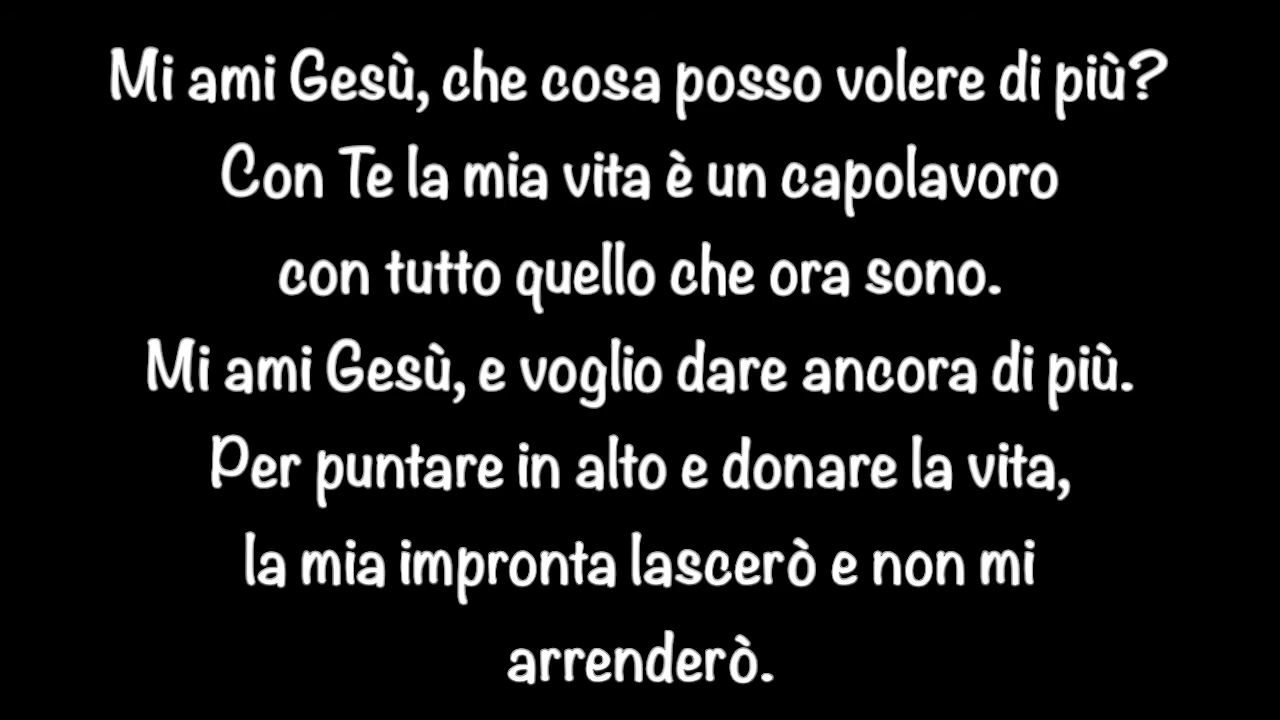 Mi ami Gesù, che cosa posso volere di più?
Con Te la mia vita è un capolavoro
con tutto quello che ora sono.
Mi ami Gesù, e voglio dare ancora di più.
Per puntare in alto e donare la vita,
la mia impronta lascerò e non mi
arrenderò.